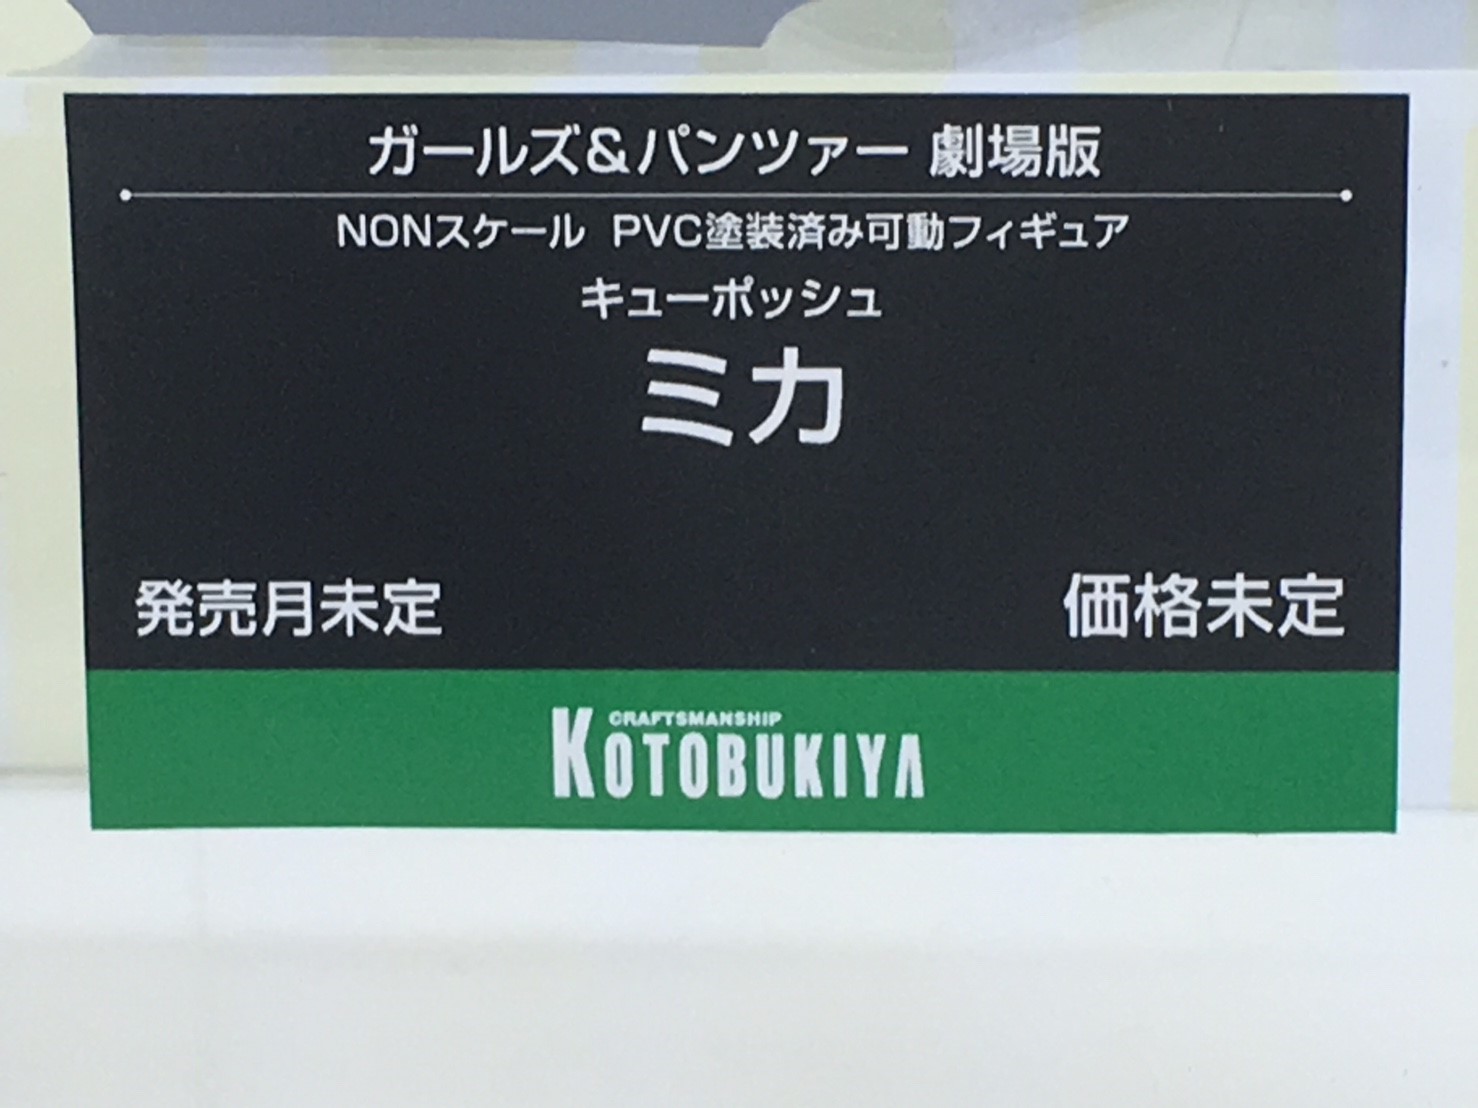 ガールズ&パンツァー 劇場版
NONスケール PVC塗装済み可動フィギュア
キューポッシュ
ミカ
発売月未定 価格未定
CRAFTSMANSHIP
KOTOBUKIYA